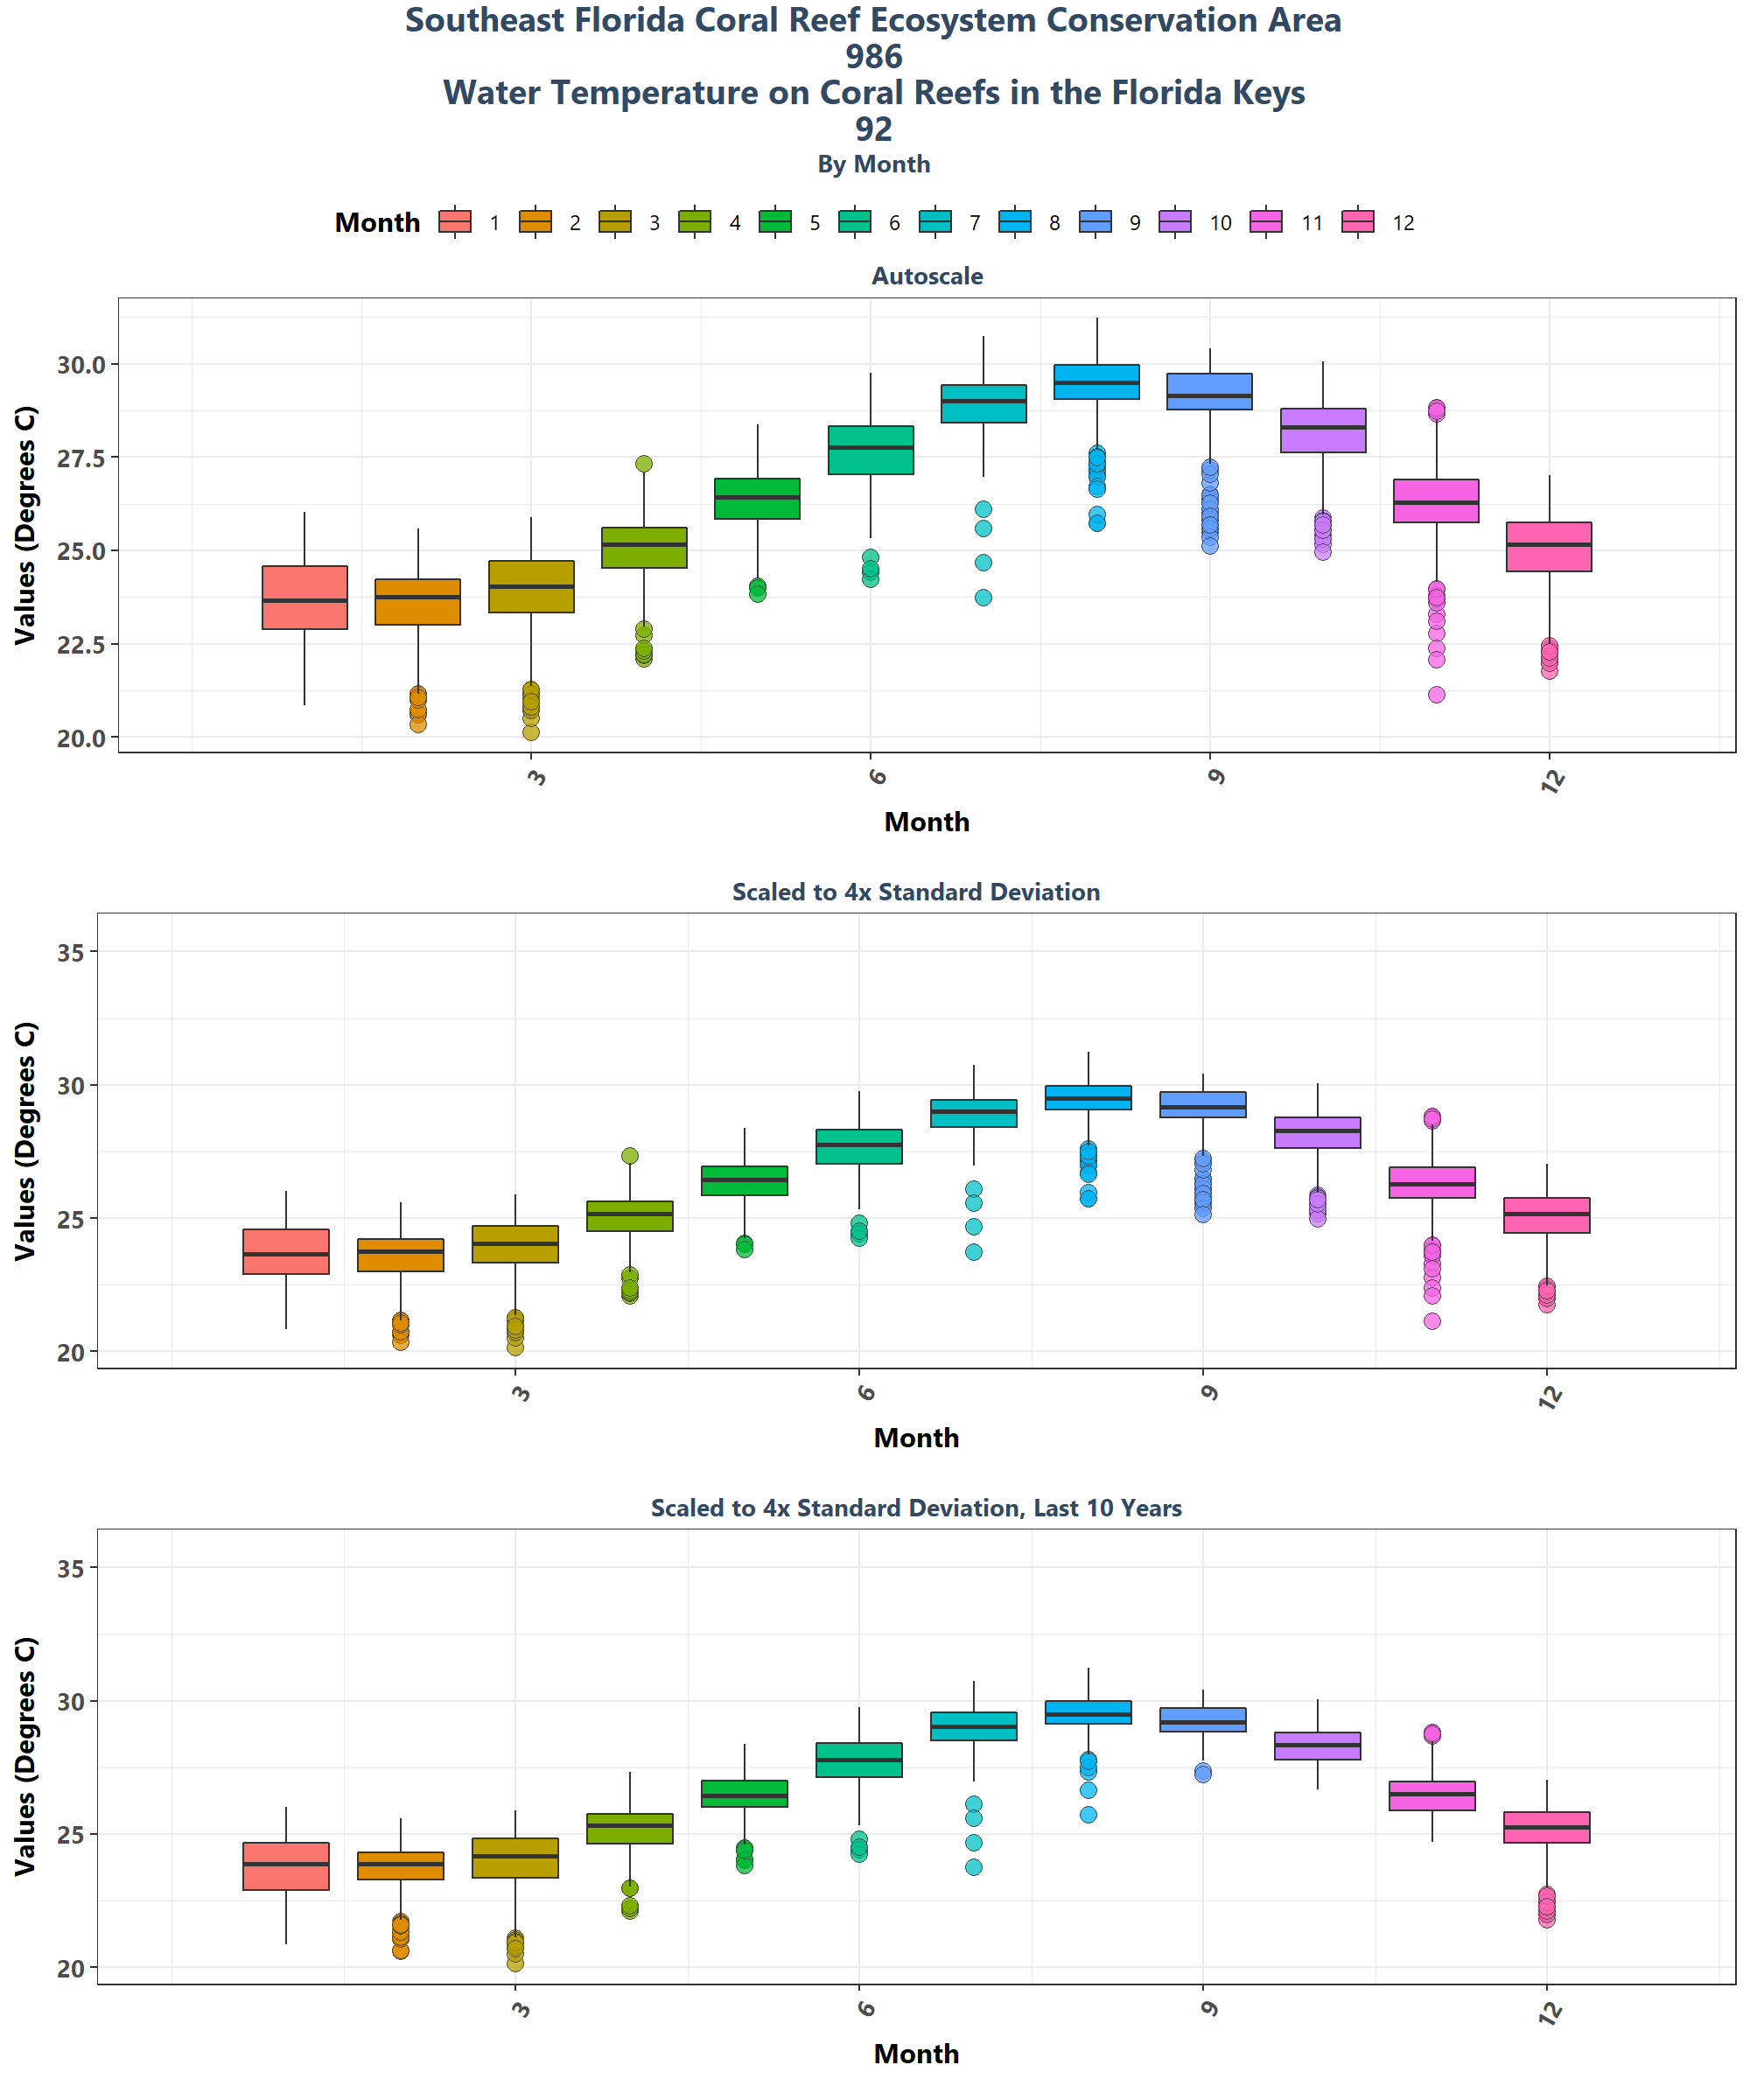 Southeast Florida Coral Reef Ecosystem Conservation Area
986
Water Temperature on Coral Reefs in the Florida Keys
92
By Month
Month 1 2 3 4 5 6 7 8 9 10 11 12
Autoscale
Values (Degrees C)
30.0
27.5
25.0
22.5
20.0
3 6 9 12
Month
Scaled to 4x Standard Deviation
Values (Degrees C)
35
30
25
20
3 6 9 12
Month
Scaled to 4x Standard Deviation, Last 10 Years
Values (Degrees C)
35
30
25
20
3 6 9 12
Month